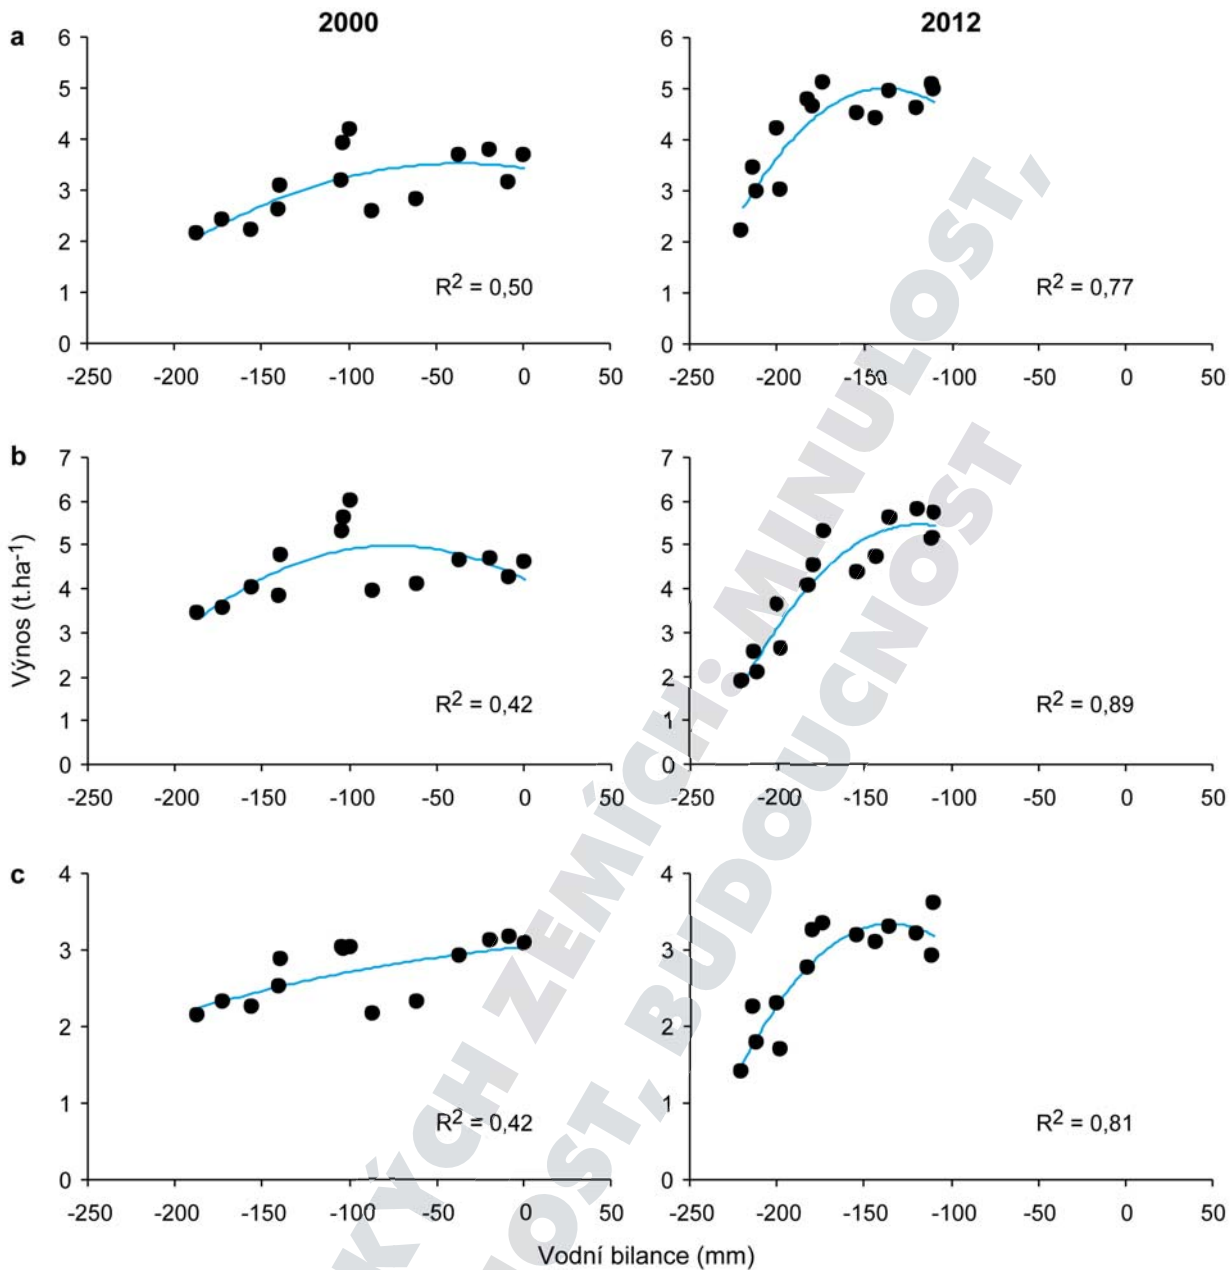 2000 2012
a
6 6
5 5
4 4
3 3
2 2
1 R² = 0,50 1 R² = 0,77
0 0
-250 -200 -150 -100 -50 0 50 -250 -200 -150 -100 -50 0 50
b
7 7
6 6
5 5
4 4
3 3
2 2
1 R² = 0,42 1 R² = 0,89
0 0
-250 -200 -150 -100 -50 0 50 -250 -200 -150 -100 -50 0 50
Výnos (t.ha⁻¹)
c
4 4
3 3
2 2
1 R² = 0,42 1 R² = 0,81
0 0
-250 -200 -150 -100 -50 0 50 -250 -200 -150 -100 -50 0 50
Vodní bilance (mm)
ZEMÍCH: MINULOST,
BUDOUCNOST